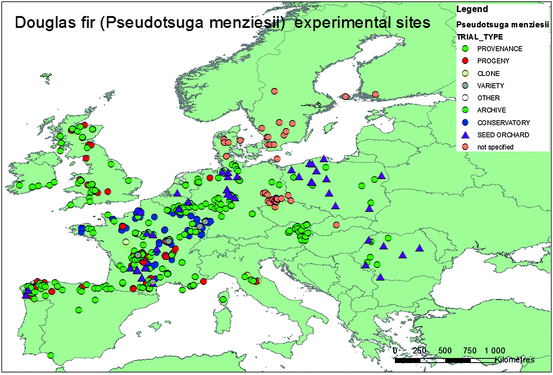 Douglas fir (Pseudotsuga menziesii)  experimental sites
Legend
Pseudotsuga menziesii
TRIAL_TYPE
PROVENANCE
PROGENY
CLONE
VARIETY
OTHER
ARCHIVE
CONSERVATORY
SEED ORCHARD
not specified
0 250 500 750 1 000
Kilometres